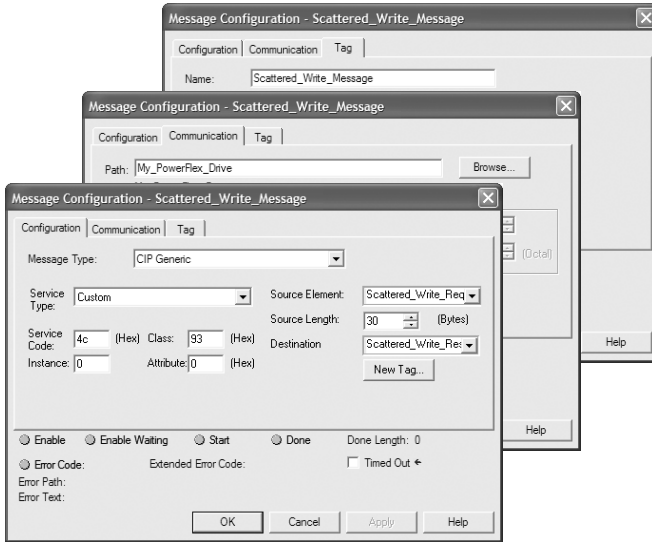 Message Configuration - Scattered_Write_Message
Configuration Communication Tag
Name: Scattered_Write_Message
Help
Message Configuration - Scattered_Write_Message
Configuration Communication Tag
Path: My_PowerFlex_Drive Browse...
(Octal)
Help
Message Configuration - Scattered_Write_Message
Configuration Communication Tag
Message Type: CIP Generic
Service Type: Custom
Source Element: Scattered_Write_Req
Source Length: 30 (Bytes)
Service Code: 4c (Hex) Class: 93 (Hex)
Destination Scattered_Write_Res
Instance: 0 Attribute: 0 (Hex)
New Tag...
Enable Enable Waiting Start Done Done Length: 0
Error Code: Extended Error Code: Timed Out ←
Error Path:
Error Text:
OK Cancel Apply Help